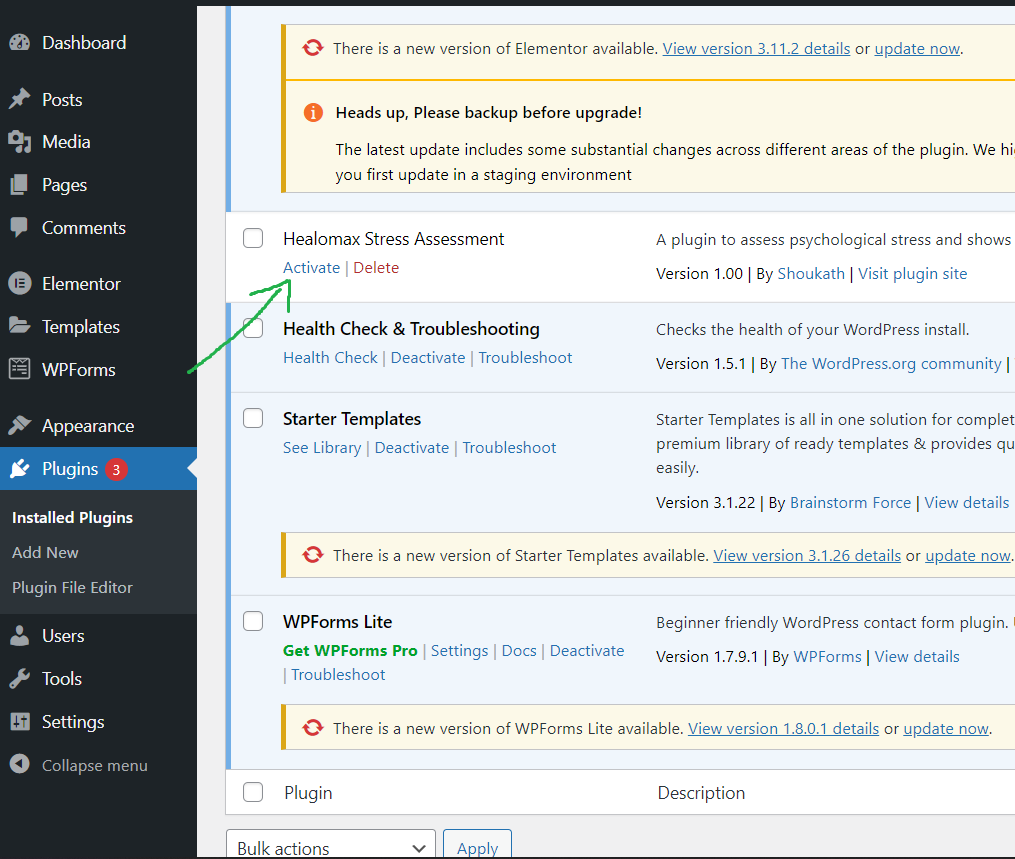 Dashboard
Posts
Media
Pages
Comments
Elementor
Templates
WPForms
Appearance
Plugins 3
Installed Plugins
Add New
Plugin File Editor
Users
Tools
Settings
Collapse menu
There is a new version of Elementor available. View version 3.11.2 details or update now.
Heads up, Please backup before upgrade!
The latest update includes some substantial changes across different areas of the plugin. We hi
you first update in a staging environment
Healomax Stress Assessment
Activate | Delete
A plugin to assess psychological stress and shows
Version 1.00 | By Shoukath | Visit plugin site
Health Check & Troubleshooting
Health Check | Deactivate | Troubleshoot
Checks the health of your WordPress install.
Version 1.5.1 | By The WordPress.org community |
Starter Templates
See Library | Deactivate | Troubleshoot
Starter Templates is all in one solution for complet
premium library of ready templates & provides qu
easily.
Version 3.1.22 | By Brainstorm Force | View details
There is a new version of Starter Templates available. View version 3.1.26 details or update now.
WPForms Lite
Get WPForms Pro | Settings | Docs | Deactivate
| Troubleshoot
Beginner friendly WordPress contact form plugin.
Version 1.7.9.1 | By WPForms | View details
There is a new version of WPForms Lite available. View version 1.8.0.1 details or update now.
Plugin
Description
Bulk actions
Apply